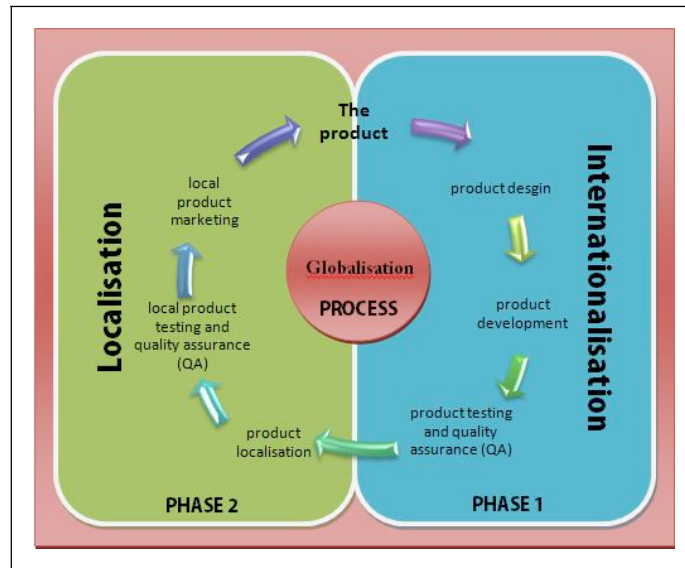 The
product
product desgin
product
development
product testing
and quality
assurance (QA)
product
localisation
local product
testing and
quality assurance
(QA)
local
product
marketing
Globalisation
PROCESS
Internationalisation
Localisation
PHASE 2
PHASE 1